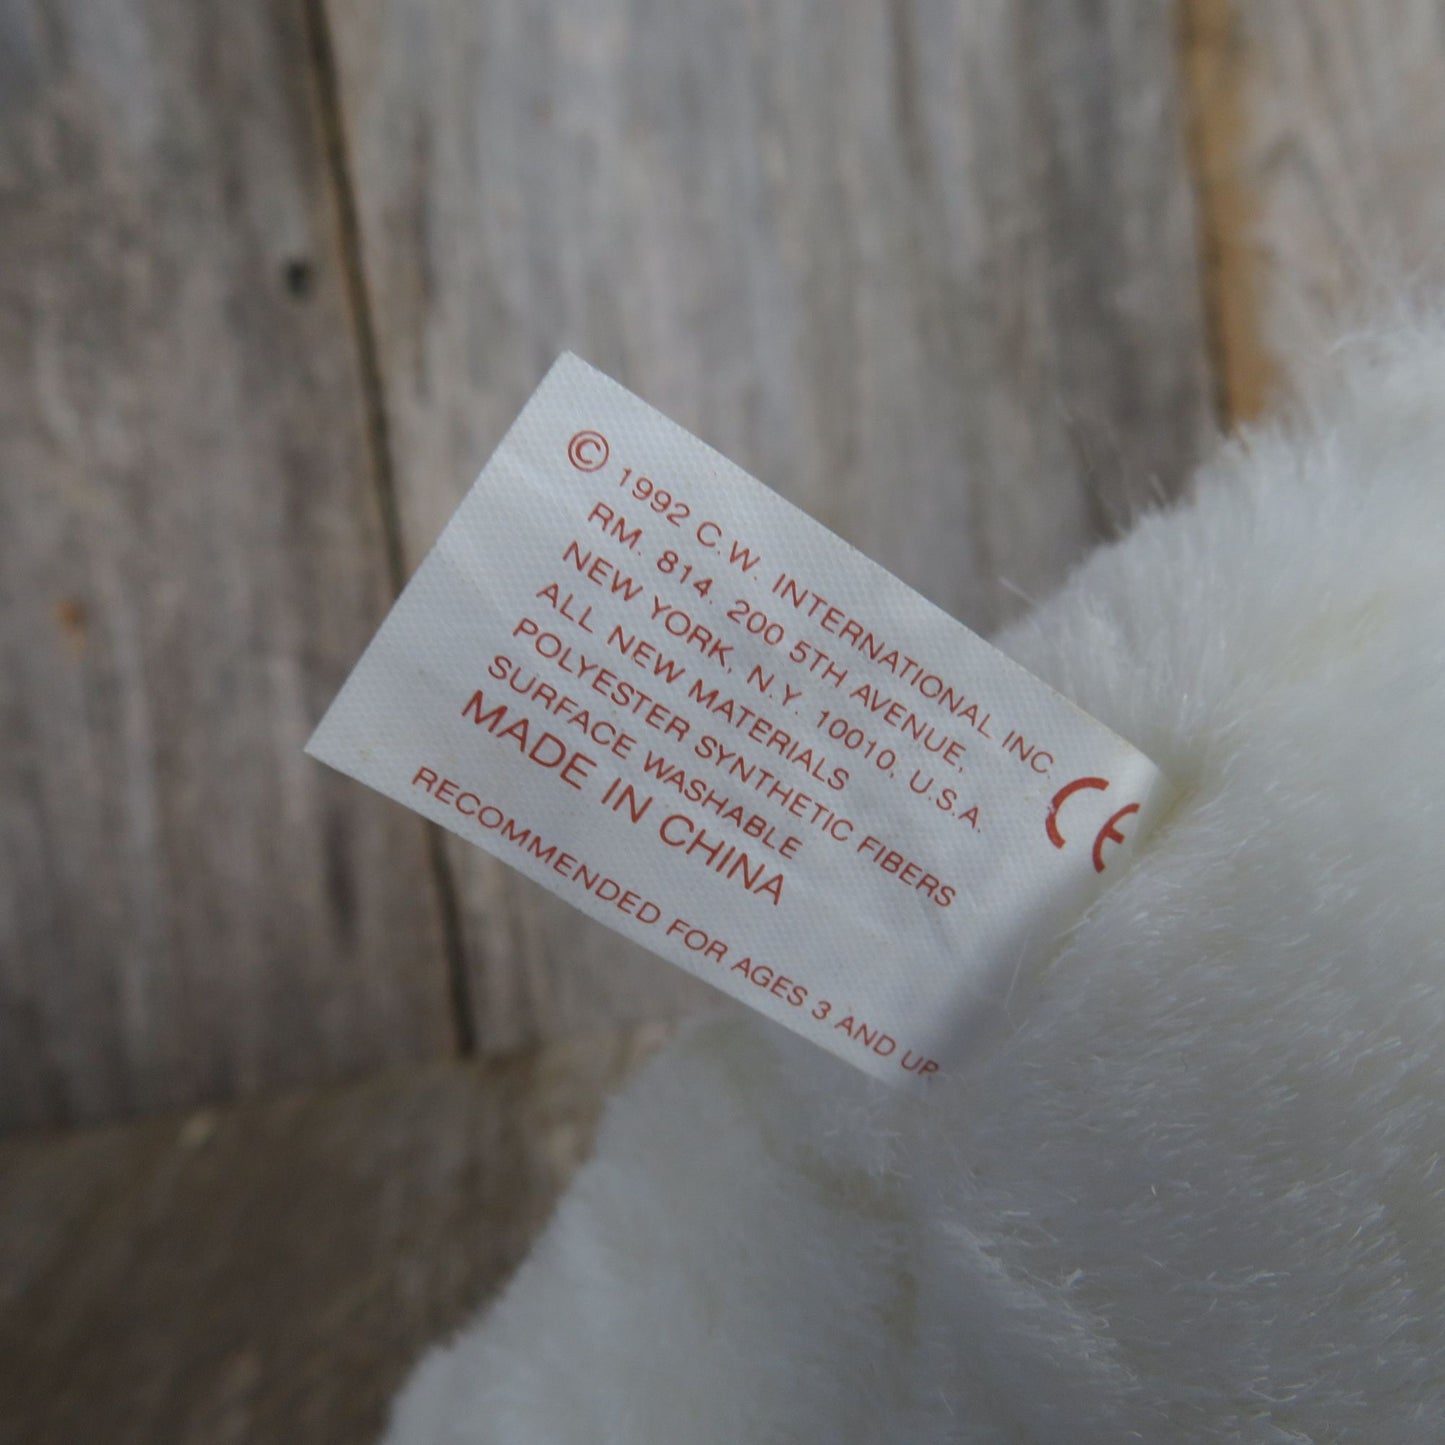 © 1992 C.W. INTERNATIONAL INC.
RM. 814. 200 5TH AVENUE,
NEW YORK, N.Y. 10010, U.S.A.
ALL NEW MATERIALS
POLYESTER SYNTHETIC FIBERS
SURFACE WASHABLE
MADE IN CHINA
RECOMMENDED FOR AGES 3 AND UP
CE